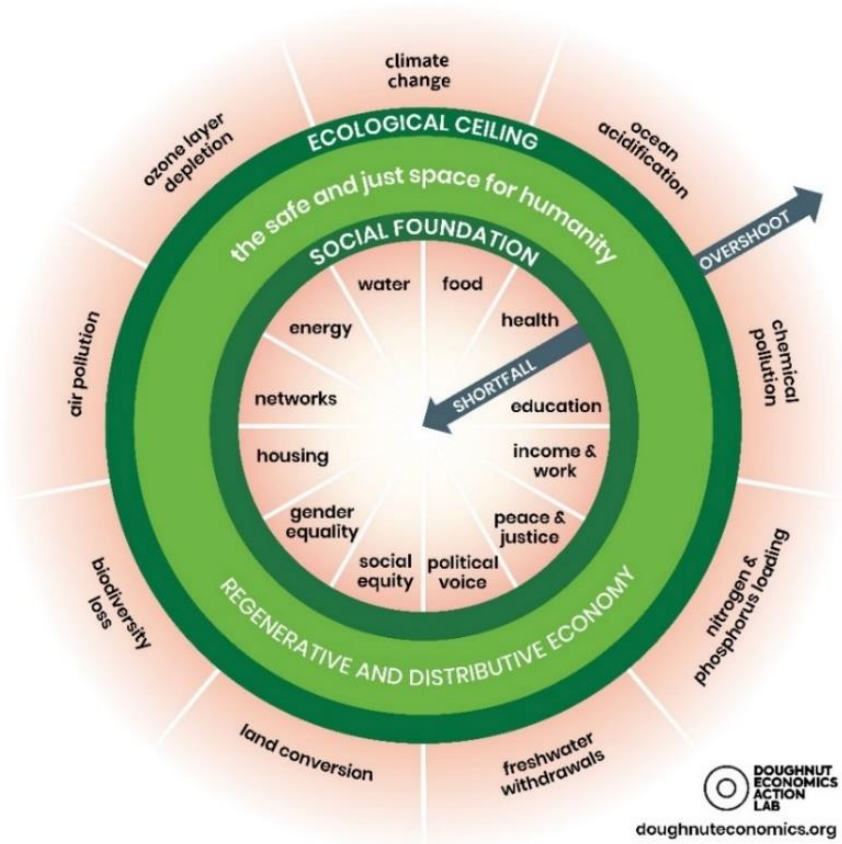 climate
change
ocean
acidification
chemical
pollution
nitrogen &
phosphorus loading
freshwater
withdrawals
land conversion
biodiversity
loss
air pollution
ozone layer
depletion
ECOLOGICAL CEILING
the safe and just space for humanity
SOCIAL FOUNDATION
OVERSHOOT
SHORTFALL
water
food
health
education
income &
work
peace &
justice
political
voice
social
equity
gender
equality
housing
networks
energy
REGENERATIVE AND DISTRIBUTIVE ECONOMY
DOUGHNUT
ECONOMICS
ACTION
LAB
doughnuteconomics.org